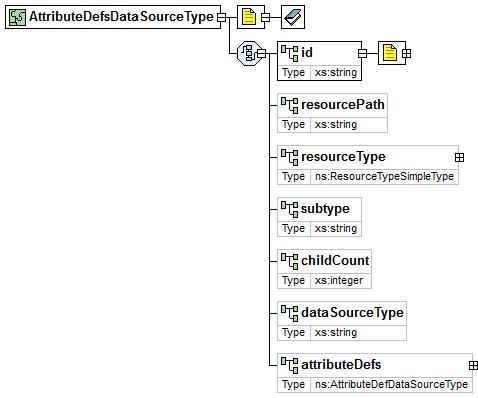 AttributeDefsDataSourceType
id
Type xs:string
resourcePath
Type xs:string
resourceType
Type ns:ResourceTypeSimpleType
subtype
Type xs:string
childCount
Type xs:integer
dataSourceType
Type xs:string
attributeDefs
Type ns:AttributeDefDataSourceType